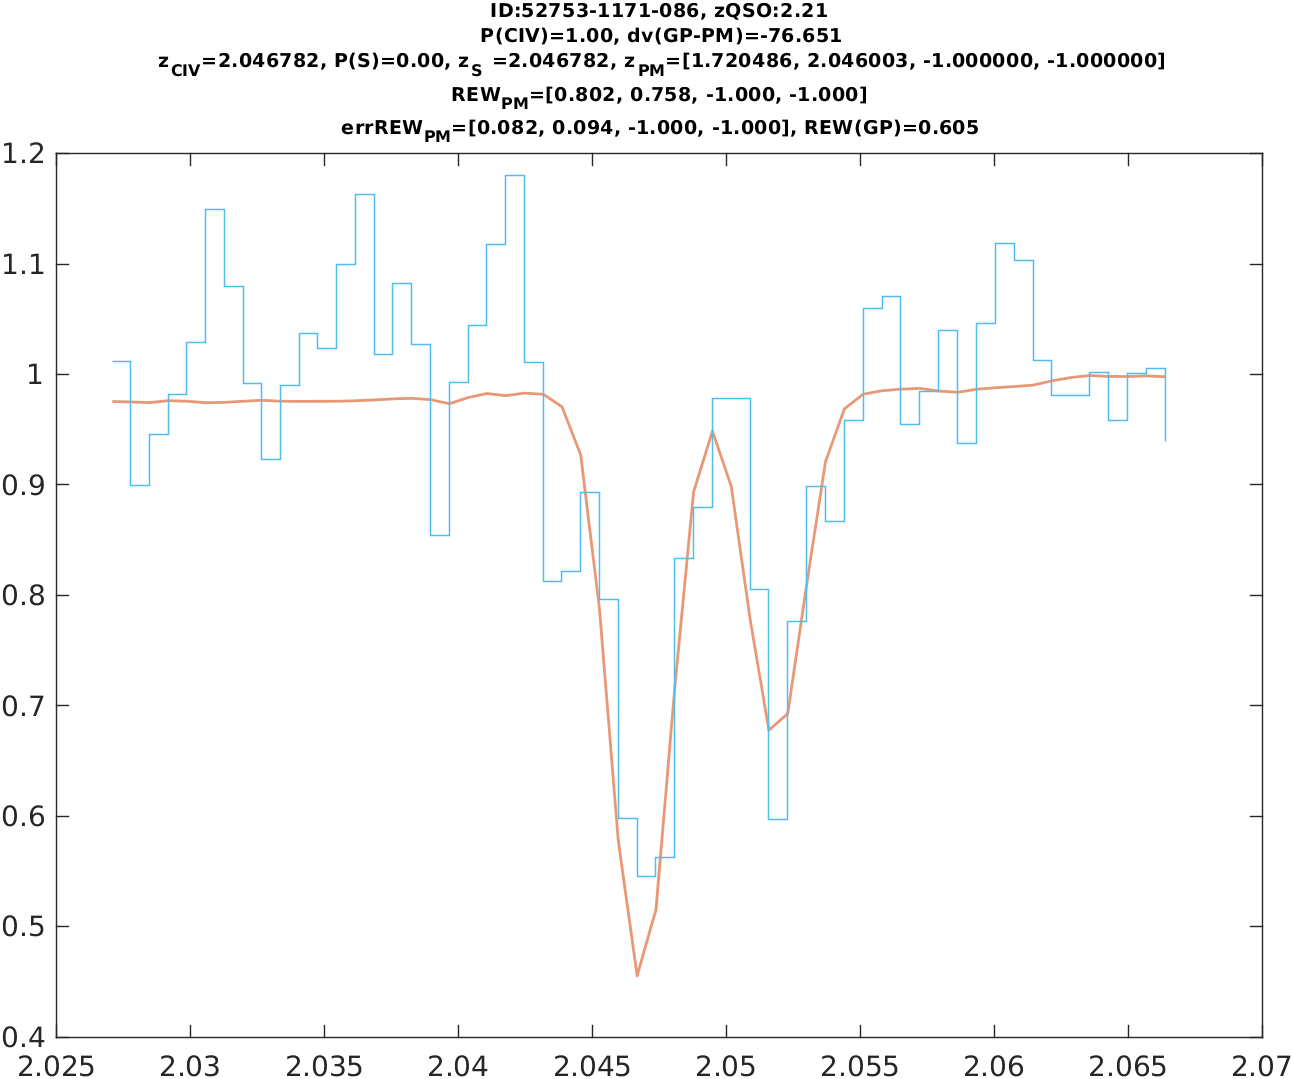 ID:52753-1171-086, zQSO:2.21
P(CIV)=1.00, dv(GP-PM)=-76.651
zCIV=2.046782, P(S)=0.00, zS =2.046782, zPM=[1.720486, 2.046003, -1.000000, -1.000000]
REWPM=[0.802, 0.758, -1.000, -1.000]
errREWPM=[0.082, 0.094, -1.000, -1.000], REW(GP)=0.605
1.2
1.1
1
0.9
0.8
0.7
0.6
0.5
0.4
2.025 2.03 2.035 2.04 2.045 2.05 2.055 2.06 2.065 2.07